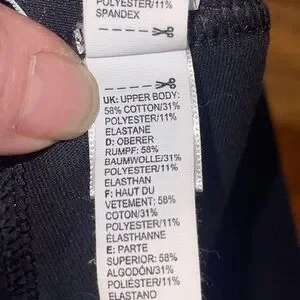 POLYESTER/11%
SPANDEX
UK: UPPER BODY:
58% COTTON/31%
POLYESTER/11%
ELASTANE
D: OBERER
RUMPF: 58%
BAUMWOLLE/31%
POLYESTER/11%
ELASTHAN
F: HAUT DU
VETEMENT; 58%
COTON/31%
POLYESTER/11%
ÉLASTHANNE
E: PARTE
SUPERIOR: 58%
ALGODÓN/31%
POLIÉSTER/11%
ELASTANO